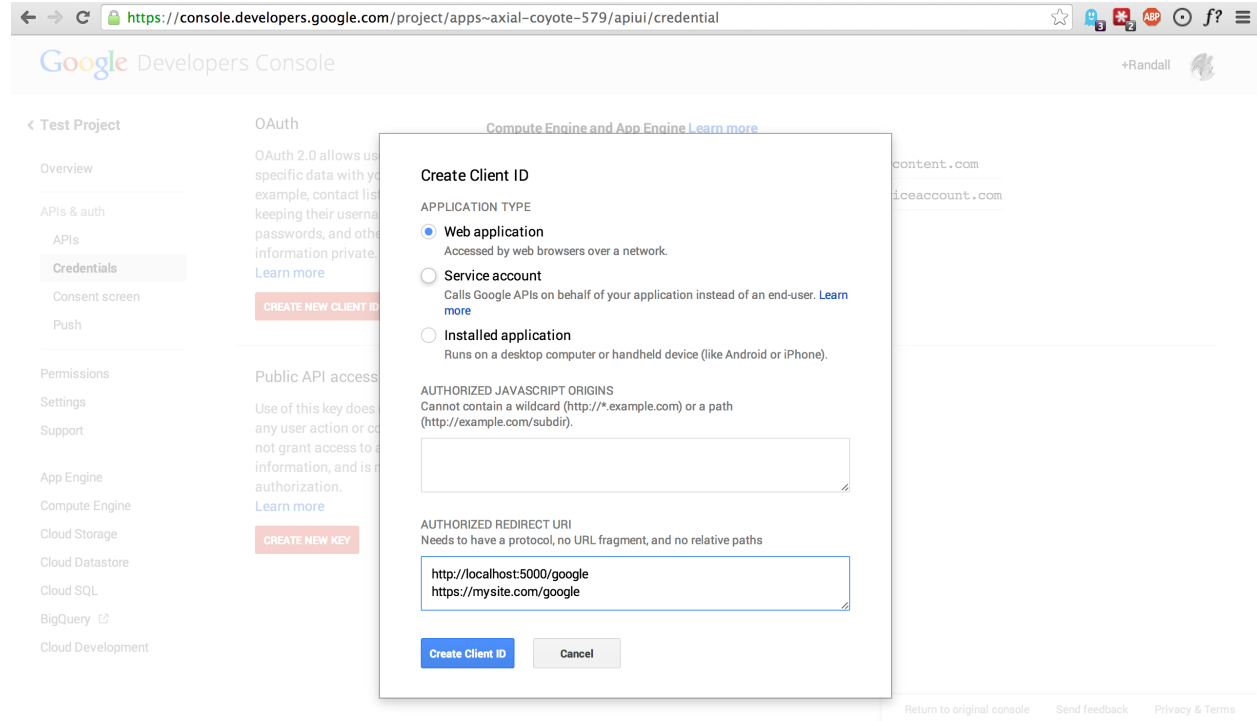 https://console.developers.google.com/project/apps~axial-coyote-579/apiui/credential
3
2
ABP
f?
Google Developers Console
+Randall
Test Project
Overview
APIs & auth
APIs
Credentials
Consent screen
Push
Permissions
Settings
Support
App Engine
Compute Engine
Cloud Storage
Cloud Datastore
Cloud SQL
BigQuery
Cloud Development
OAuth
OAuth 2.0 allows us
specific data with yo
example, contact list
keeping their userna
passwords, and othe
information private.
Learn more
CREATE NEW CLIENT ID
Public API access
Use of this key does
any user action or co
not grant access to a
information, and is n
authorization.
Learn more
CREATE NEW KEY
Compute Engine and App Engine Learn more
content.com
iceaccount.com
Create Client ID
APPLICATION TYPE
Web application
Accessed by web browsers over a network.
Service account
Calls Google APIs on behalf of your application instead of an end-user. Learn
more
Installed application
Runs on a desktop computer or handheld device (like Android or iPhone).
AUTHORIZED JAVASCRIPT ORIGINS
Cannot contain a wildcard (http://*.example.com) or a path
(http://example.com/subdir).
AUTHORIZED REDIRECT URI
Needs to have a protocol, no URL fragment, and no relative paths
http://localhost:5000/google
https://mysite.com/google
Create Client ID
Cancel
Return to original console
Send feedback
Privacy & Terms